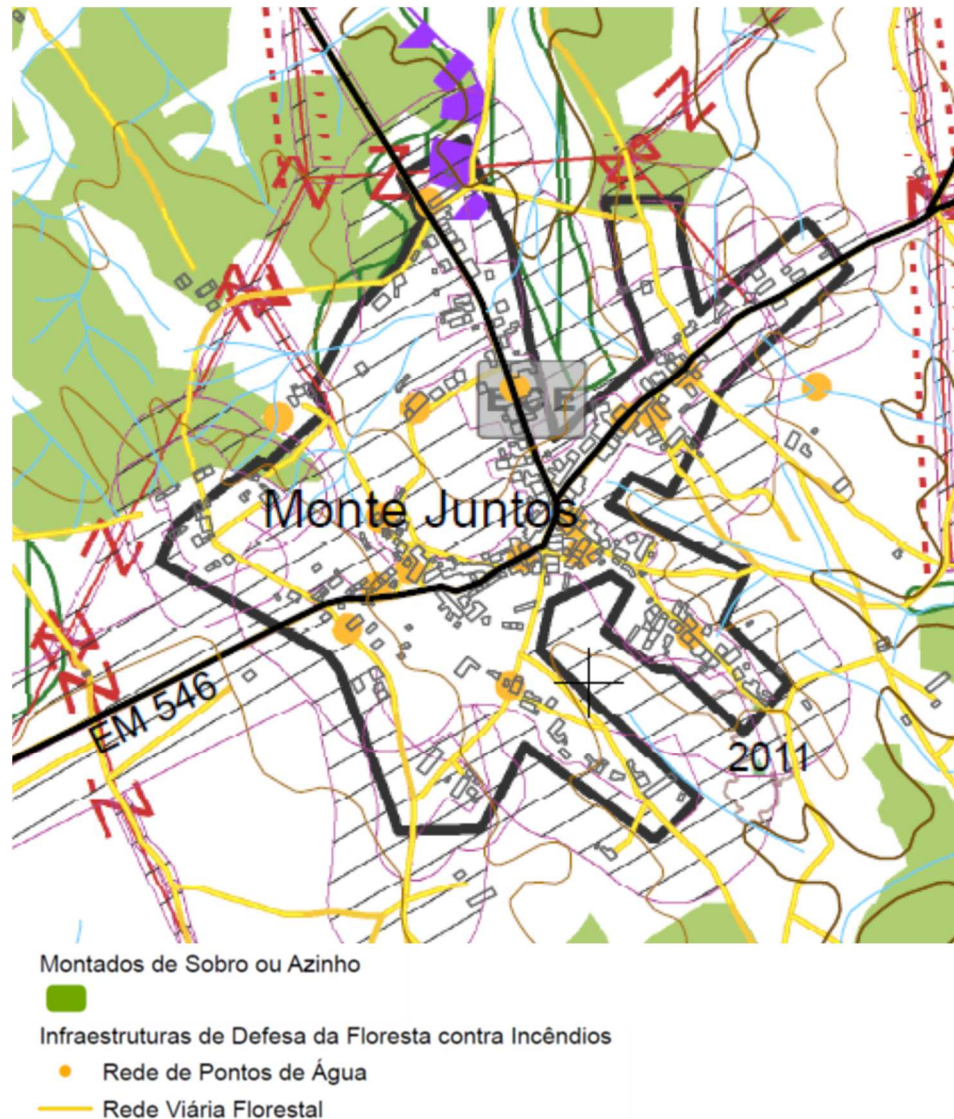 Monte Juntos
EM 546
2011
Montados de Sobro ou Azinho
Infraestruturas de Defesa da Floresta contra Incêndios
Rede de Pontos de Água
Rede Viária Florestal